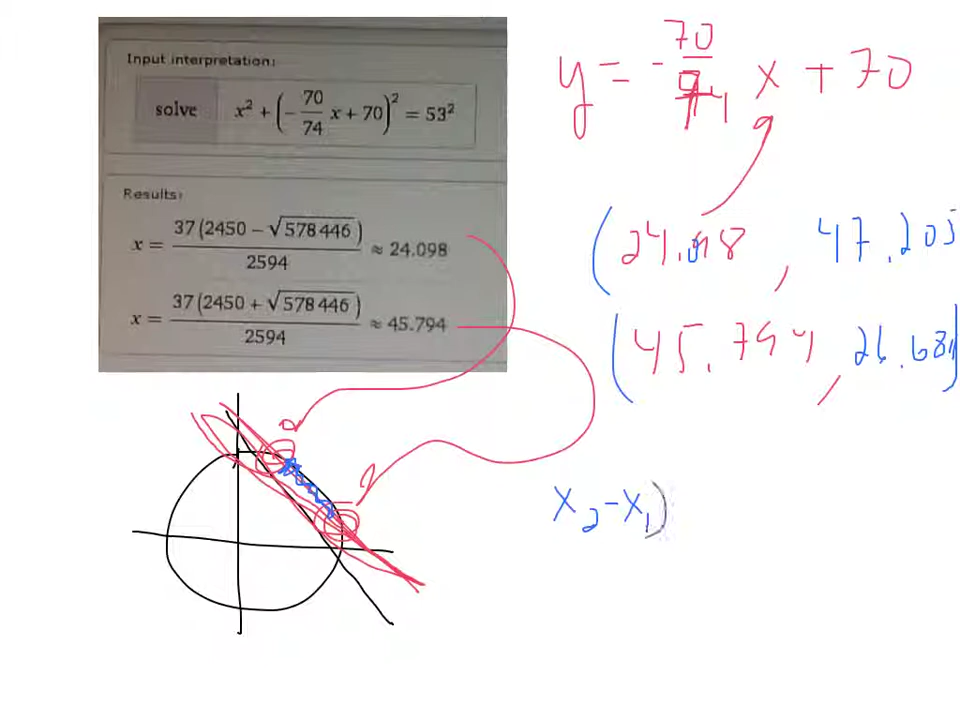 Input interpretation:
solve x² + (-70/74 x + 70)² = 53²
Results:
x = 37(2450 - √578446)/2594 ≈ 24.098
x = 37(2450 + √578446)/2594 ≈ 45.794
y = -70/74 x + 70
(24.098, 47.205
(45.794, 26.681)
x₂-x₁)